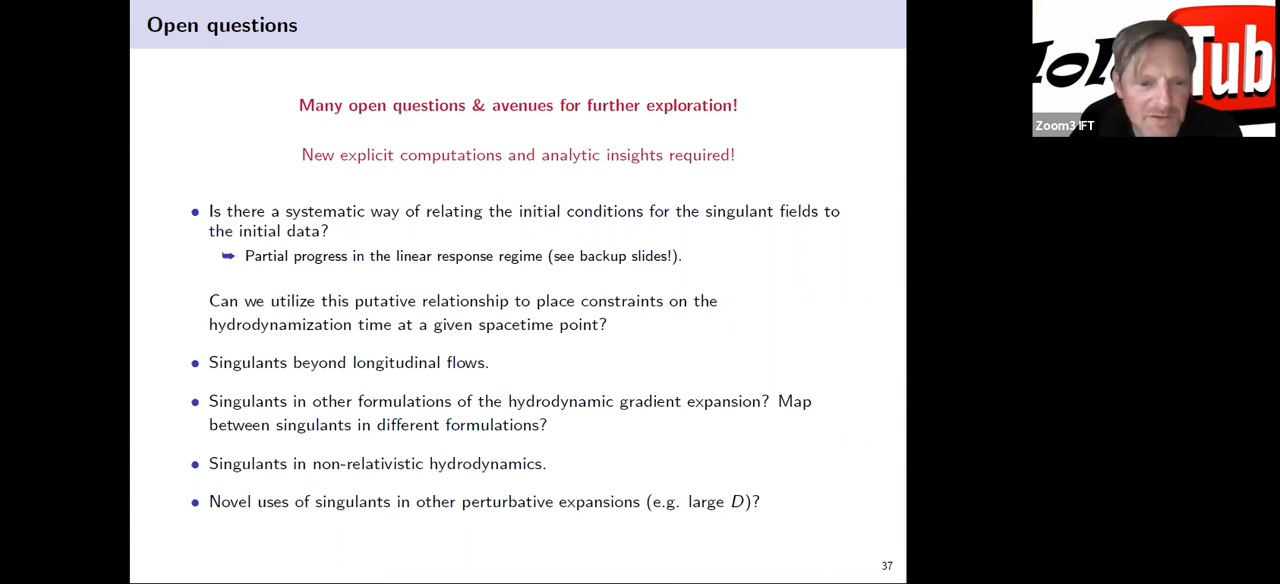 Open questions
Many open questions & avenues for further exploration!
New explicit computations and analytic insights required!
• Is there a systematic way of relating the initial conditions for the singulant fields to
the initial data?
➥ Partial progress in the linear response regime (see backup slides!).
Can we utilize this putative relationship to place constraints on the
hydrodynamization time at a given spacetime point?
• Singulants beyond longitudinal flows.
• Singulants in other formulations of the hydrodynamic gradient expansion? Map
between singulants in different formulations?
• Singulants in non-relativistic hydrodynamics.
• Novel uses of singulants in other perturbative expansions (e.g. large D)?
37
Tub
Zoom3 IFT